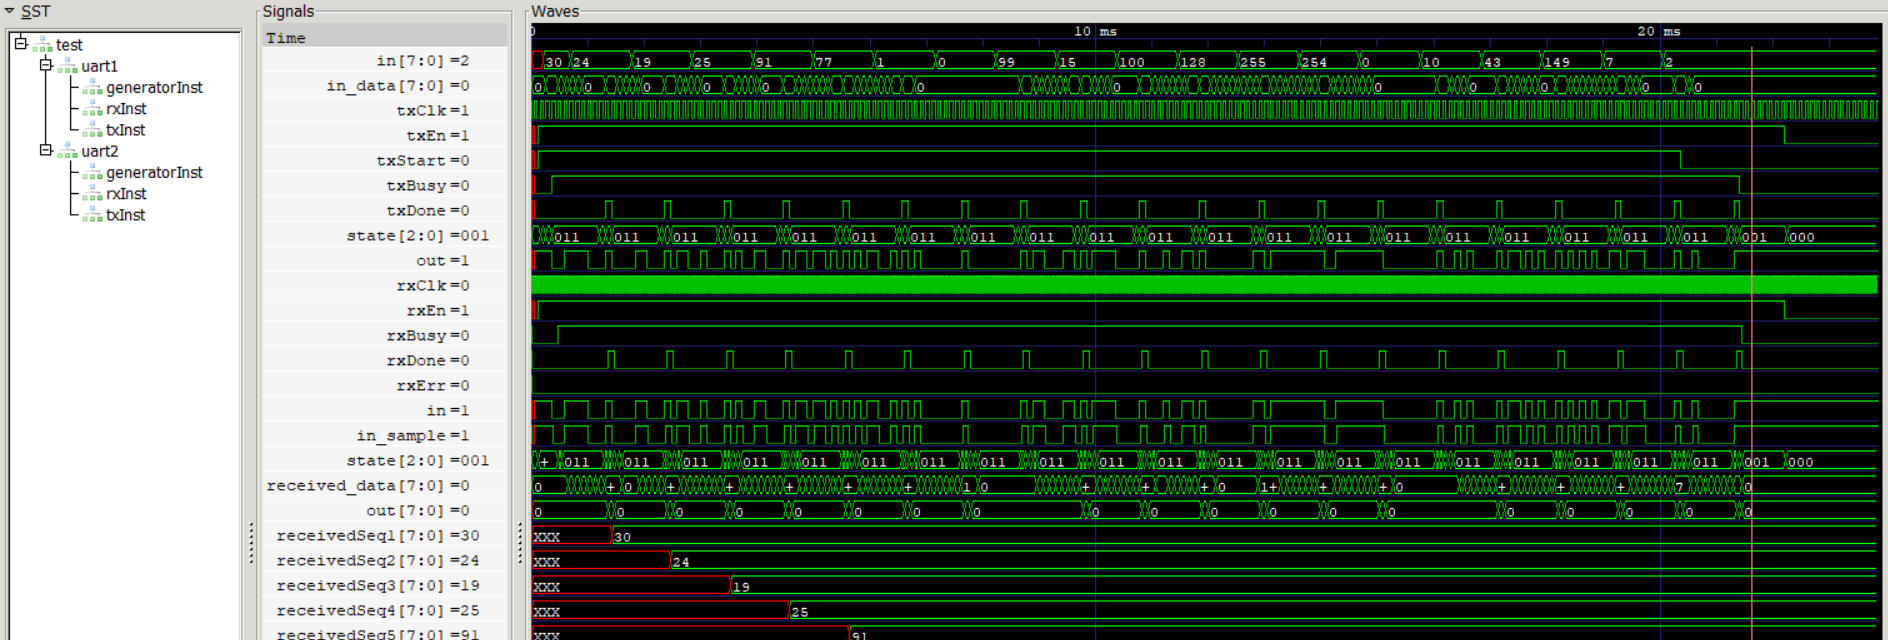 SST Signals Waves
Time 0 10 ms 20 ms
test
uart1
generatorInst
rxInst
txInst
uart2
generatorInst
rxInst
txInst
in[7:0] =2 30 24 19 25 91 77 1 0 99 15 100 128 255 254 0 10 43 149 7 2
in_data[7:0] =0 0 0 0 0 0 0 0 0 0 0 0 0
txClk =1
txEn =1
txStart =0
txBusy =0
txDone =0
state[2:0] =001 011 011 011 011 011 011 011 011 011 011 011 011 011 011 011 011 011 011 011 011 001 000
out =1
rxClk =0
rxEn =1
rxBusy =0
rxDone =0
rxErr =0
in =1
in_sample =1
state[2:0] =001 + 011 011 011 011 011 011 011 011 011 011 011 011 011 011 011 011 011 011 011 011 001 000
received_data[7:0] =0 0 + 0 + + + + + 1 0 + + + 0 1+ + + 0 + + + 7 0
out[7:0] =0 0 0 0 0 0 0 0 0 0 0 0 0 0 0 0 0 0 0 0
receivedSeq1[7:0] =30 XXX 30
receivedSeq2[7:0] =24 XXX 24
receivedSeq3[7:0] =19 XXX 19
receivedSeq4[7:0] =25 XXX 25
receivedSeq5[7:0] =91 XXX 91